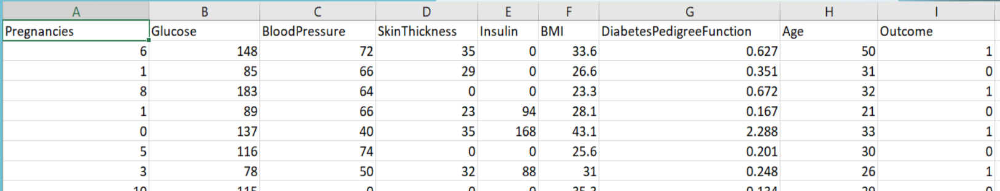 A B C D E F G H I
Pregnancies Glucose BloodPressure SkinThickness Insulin BMI DiabetesPedigreeFunction Age Outcome
6 148 72 35 0 33.6 0.627 50 1
1 85 66 29 0 26.6 0.351 31 0
8 183 64 0 0 23.3 0.672 32 1
1 89 66 23 94 28.1 0.167 21 0
0 137 40 35 168 43.1 2.288 33 1
5 116 74 0 0 25.6 0.201 30 0
3 78 50 32 88 31 0.248 26 1
10 115 0 0 0 35.3 0.134 29 0